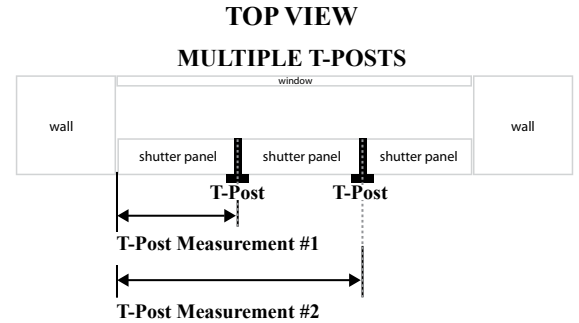 TOP VIEW
MULTIPLE T-POSTS
window
wall
shutter panel
shutter panel
shutter panel
wall
T-Post
T-Post
T-Post Measurement #1
T-Post Measurement #2